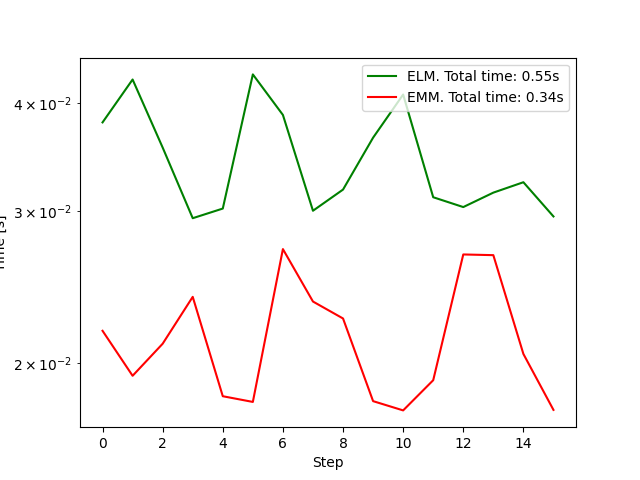 ELM. Total time: 0.55s
EMM. Total time: 0.34s
4 × 10⁻²
3 × 10⁻²
2 × 10⁻²
Time [s]
0 2 4 6 8 10 12 14
Step